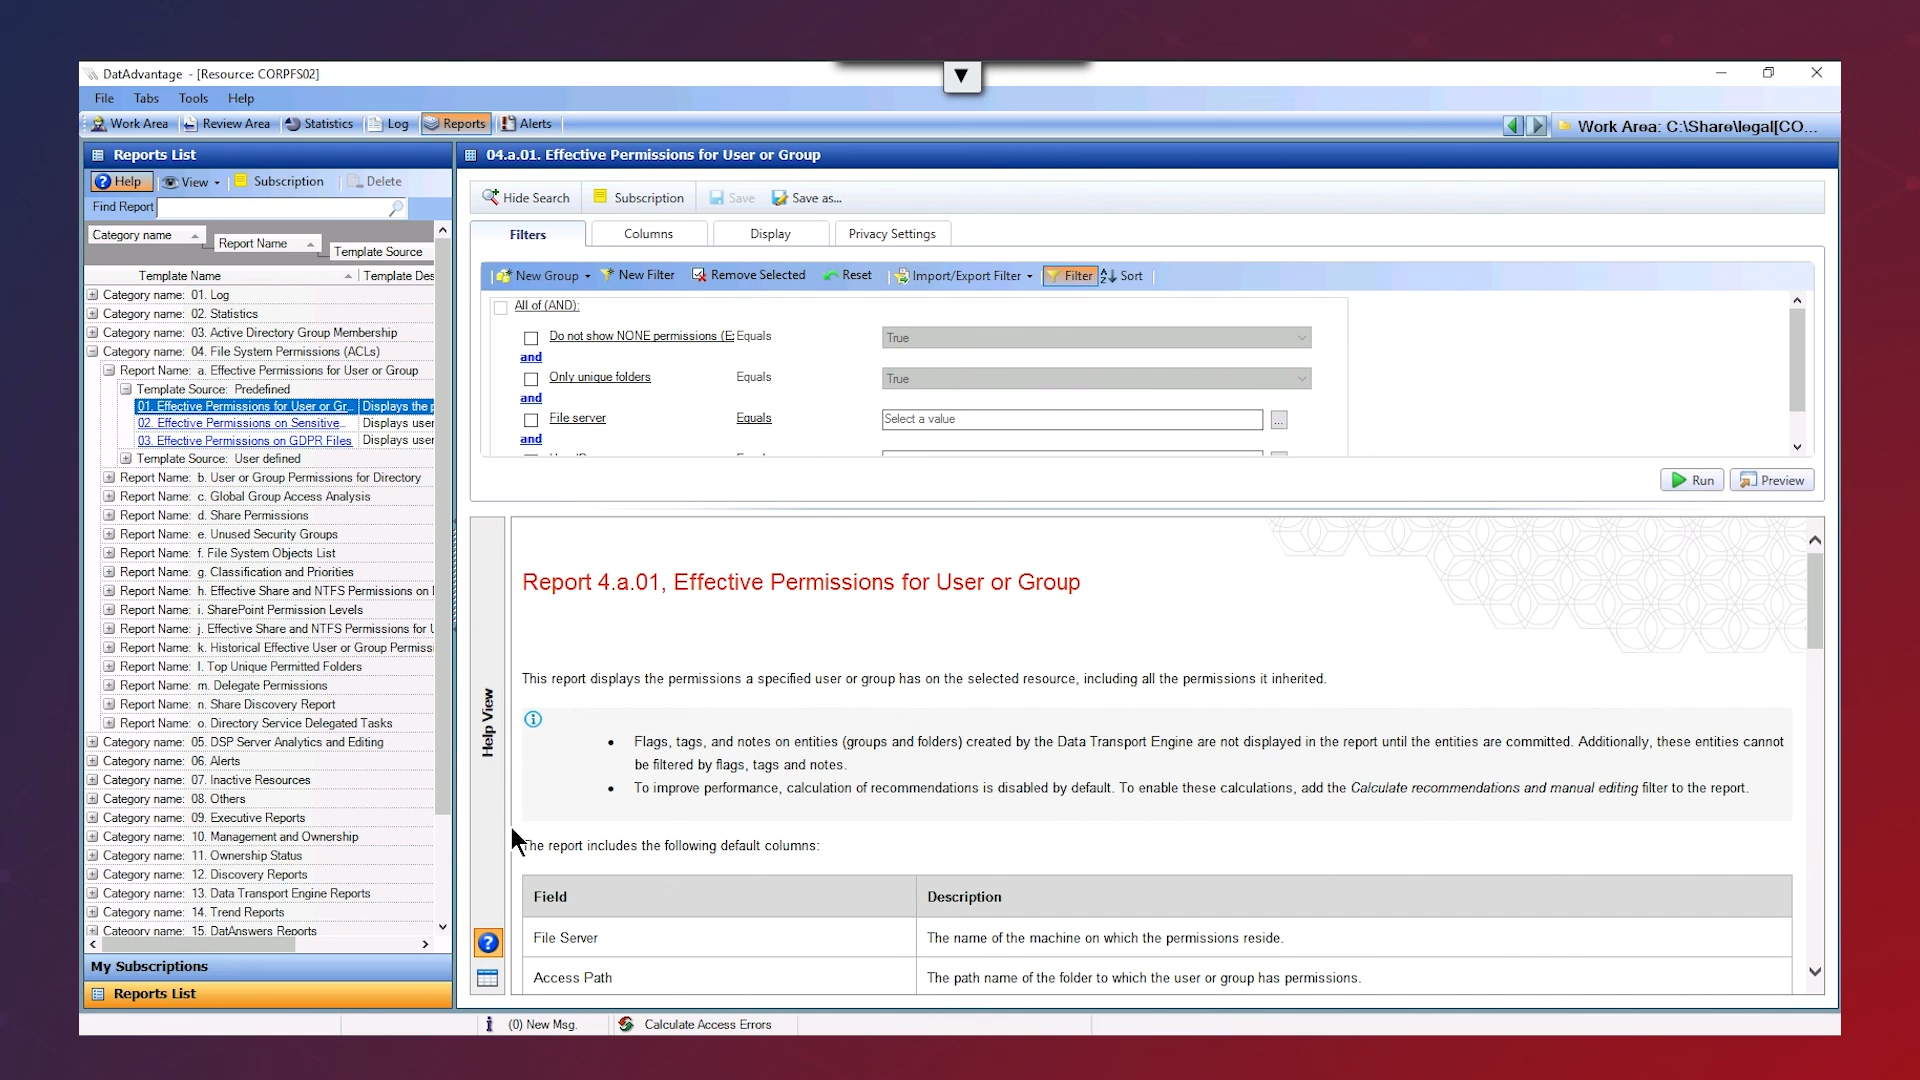 DatAdvantage - [Resource: CORPFS02]
File Tabs Tools Help
Work Area Review Area Statistics Log Reports Alerts
Work Area: C:\Share\legal[CO...
Reports List
Help View Subscription Delete
Find Report
Category name
Report Name
Template Source
Template Name Template Des
Category name: 01. Log
Category name: 02. Statistics
Category name: 03. Active Directory Group Membership
Category name: 04. File System Permissions (ACLs)
Report Name: a. Effective Permissions for User or Group
Template Source: Predefined
01. Effective Permissions for User or Gr... Displays the p
02. Effective Permissions on Sensitive... Displays user
03. Effective Permissions on GDPR Files Displays user
Template Source: User defined
Report Name: b. User or Group Permissions for Directory
Report Name: c. Global Group Access Analysis
Report Name: d. Share Permissions
Report Name: e. Unused Security Groups
Report Name: f. File System Objects List
Report Name: g. Classification and Priorities
Report Name: h. Effective Share and NTFS Permissions on
Report Name: i. SharePoint Permission Levels
Report Name: j. Effective Share and NTFS Permissions for U
Report Name: k. Historical Effective User or Group Permiss
Report Name: l. Top Unique Permitted Folders
Report Name: m. Delegate Permissions
Report Name: n. Share Discovery Report
Report Name: o. Directory Service Delegated Tasks
Category name: 05. DSP Server Analytics and Editing
Category name: 06. Alerts
Category name: 07. Inactive Resources
Category name: 08. Others
Category name: 09. Executive Reports
Category name: 10. Management and Ownership
Category name: 11. Ownership Status
Category name: 12. Discovery Reports
Category name: 13. Data Transport Engine Reports
Category name: 14. Trend Reports
Category name: 15. DatAnswers Reports
My Subscriptions
Reports List
04.a.01. Effective Permissions for User or Group
Hide Search Subscription Save Save as...
Filters Columns Display Privacy Settings
New Group New Filter Remove Selected Reset Import/Export Filter Filter Sort
All of (AND):
Do not show NONE permissions (E: Equals True
and
Only unique folders Equals True
and
File server Equals Select a value ...
and
Run Preview
Help View
Report 4.a.01, Effective Permissions for User or Group
This report displays the permissions a specified user or group has on the selected resource, including all the permissions it inherited.
• Flags, tags, and notes on entities (groups and folders) created by the Data Transport Engine are not displayed in the report until the entities are committed. Additionally, these entities cannot
be filtered by flags, tags and notes.
• To improve performance, calculation of recommendations is disabled by default. To enable these calculations, add the Calculate recommendations and manual editing filter to the report.
The report includes the following default columns:
Field Description
File Server The name of the machine on which the permissions reside.
Access Path The path name of the folder to which the user or group has permissions.
(0) New Msg. Calculate Access Errors